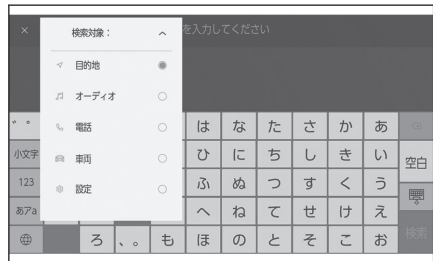 × 検索対象： を入力してください
目的地
オーディオ
電話
車両
設定
゛゜ は な た さ か あ
小文字 ひ に ち し き い 空白
123 ふ ぬ つ す く う
あアa へ ね て せ け え
ろ 、。 も ほ の と そ こ お 検索